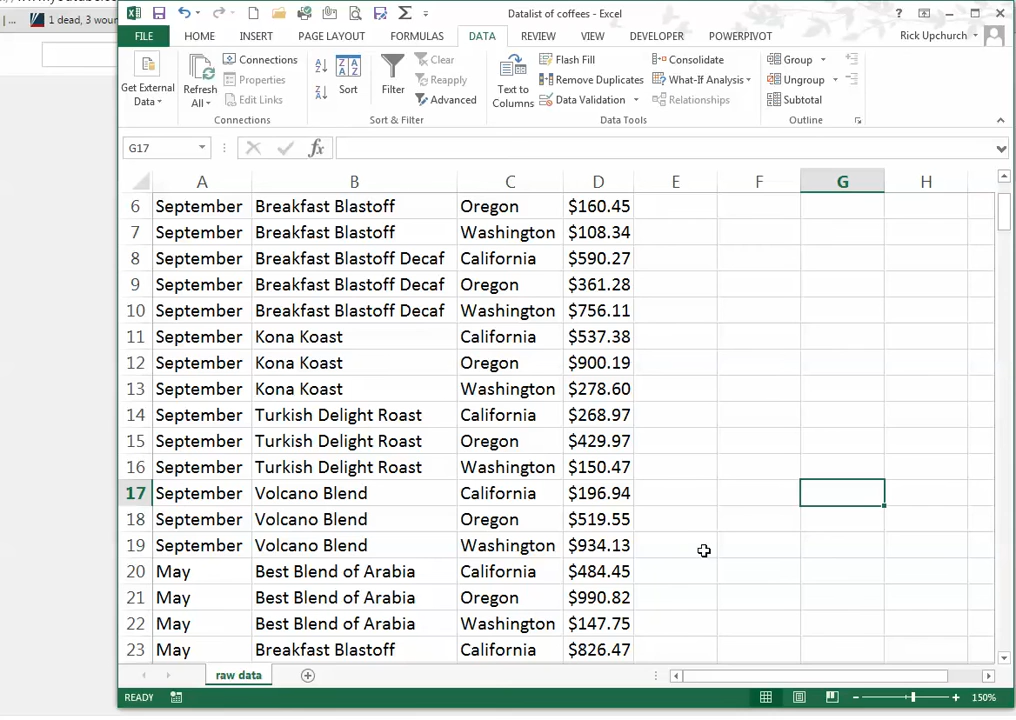 |... 1 dead, 3 woun
Datalist of coffees - Excel
FILE HOME INSERT PAGE LAYOUT FORMULAS DATA REVIEW VIEW DEVELOPER POWERPIVOT Rick Upchurch
Get External Data
Refresh All
Connections
Properties
Edit Links
Connections
Sort
Filter
Clear
Reapply
Advanced
Sort & Filter
Text to Columns
Flash Fill
Remove Duplicates
Data Validation
Consolidate
What-If Analysis
Relationships
Data Tools
Group
Ungroup
Subtotal
Outline
G17 fx
A B C D E F G H
6 September Breakfast Blastoff Oregon $160.45
7 September Breakfast Blastoff Washington $108.34
8 September Breakfast Blastoff Decaf California $590.27
9 September Breakfast Blastoff Decaf Oregon $361.28
10 September Breakfast Blastoff Decaf Washington $756.11
11 September Kona Koast California $537.38
12 September Kona Koast Oregon $900.19
13 September Kona Koast Washington $278.60
14 September Turkish Delight Roast California $268.97
15 September Turkish Delight Roast Oregon $429.97
16 September Turkish Delight Roast Washington $150.47
17 September Volcano Blend California $196.94
18 September Volcano Blend Oregon $519.55
19 September Volcano Blend Washington $934.13
20 May Best Blend of Arabia California $484.45
21 May Best Blend of Arabia Oregon $990.82
22 May Best Blend of Arabia Washington $147.75
23 May Breakfast Blastoff California $826.47
raw data
READY 150%